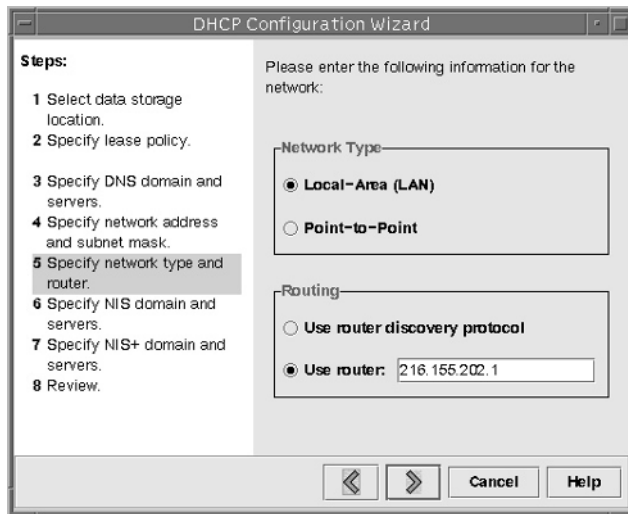 DHCP Configuration Wizard
Steps:
1 Select data storage
location.
2 Specify lease policy.
3 Specify DNS domain and
servers.
4 Specify network address
and subnet mask.
5 Specify network type and
router.
6 Specify NIS domain and
servers.
7 Specify NIS+ domain and
servers.
8 Review.
Please enter the following information for the
network:
Network Type
Local-Area (LAN)
Point-to-Point
Routing
Use router discovery protocol
Use router: 216.155.202.1
Cancel
Help